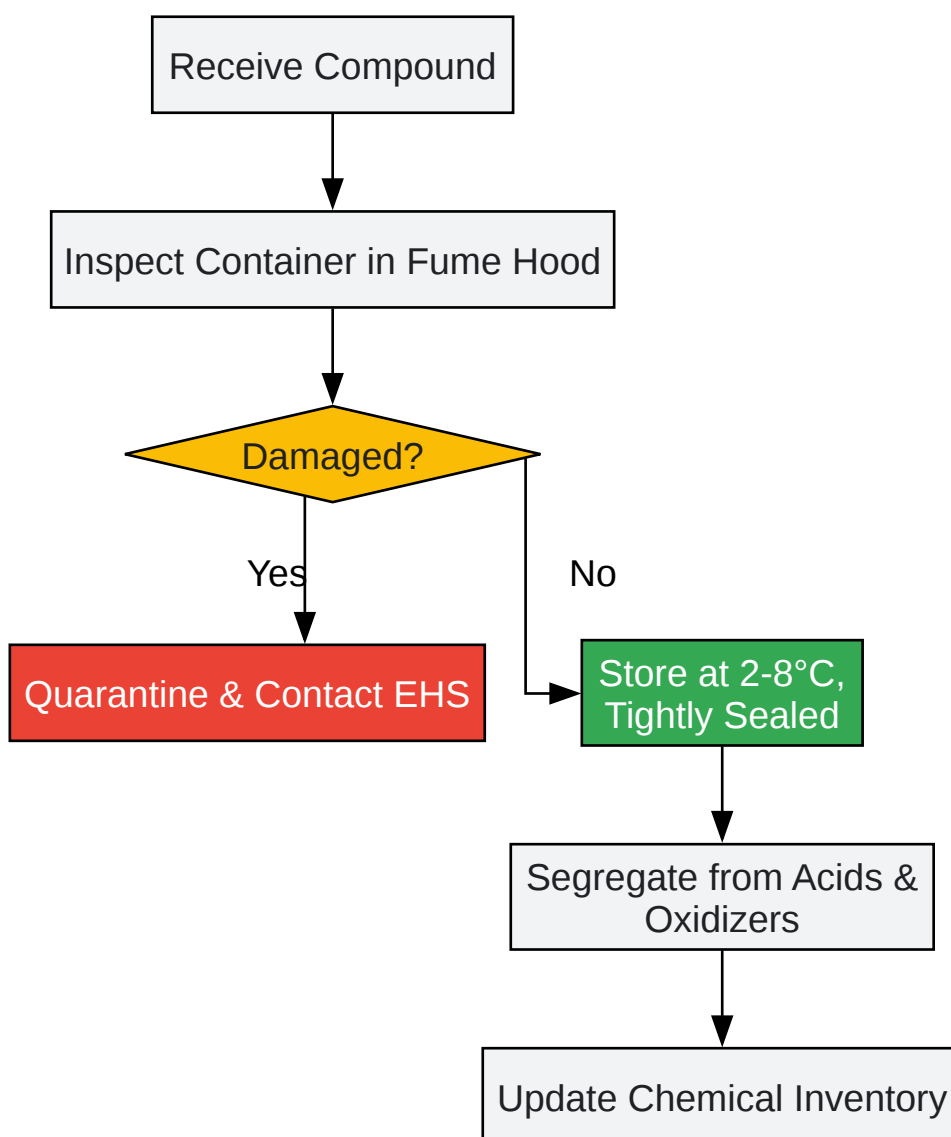 Receive Compound
Inspect Container in Fume Hood
Damaged?
Yes
No
Quarantine & Contact EHS
Store at 2-8°C,
Tightly Sealed
Segregate from Acids &
Oxidizers
Update Chemical Inventory